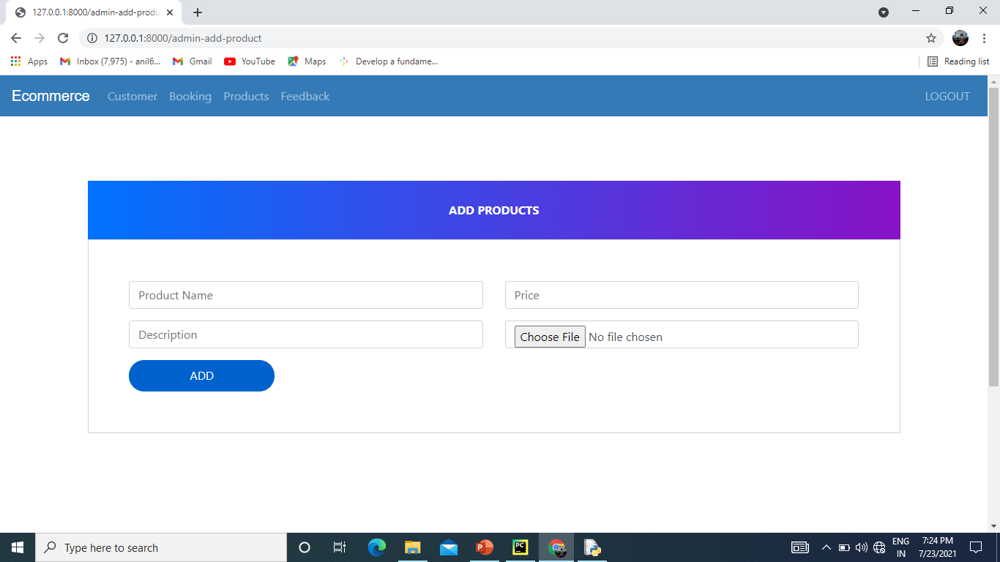 127.0.0.1:8000/admin-add-produ
127.0.0.1:8000/admin-add-product
Apps Inbox (7,975) - anil6... Gmail YouTube Maps Develop a fundame... Reading list
Ecommerce Customer Booking Products Feedback LOGOUT
ADD PRODUCTS
Product Name Price
Description Choose File No file chosen
ADD
Type here to search ENG 7:24 PM
IN 7/23/2021